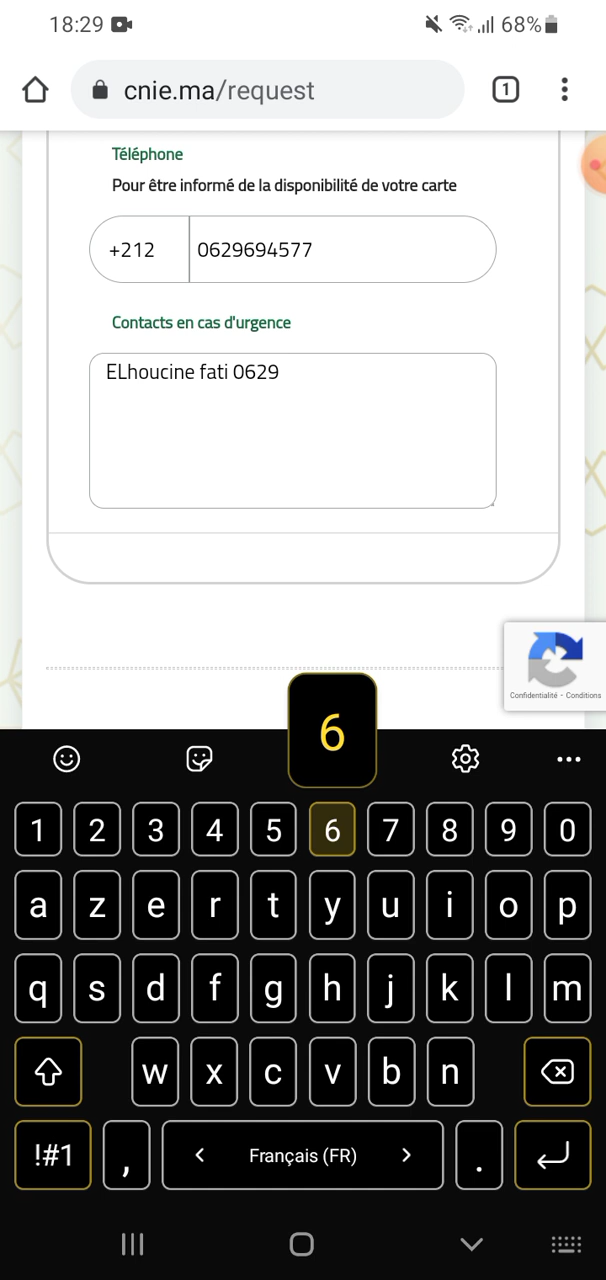 18:29 68%
cnie.ma/request 1
Téléphone
Pour être informé de la disponibilité de votre carte
+212 0629694577
Contacts en cas d'urgence
ELhoucine fati 0629
Confidentialité - Conditions
6
1 2 3 4 5 6 7 8 9 0
a z e r t y u i o p
q s d f g h j k l m
w x c v b n
!#1 , < Français (FR) > .